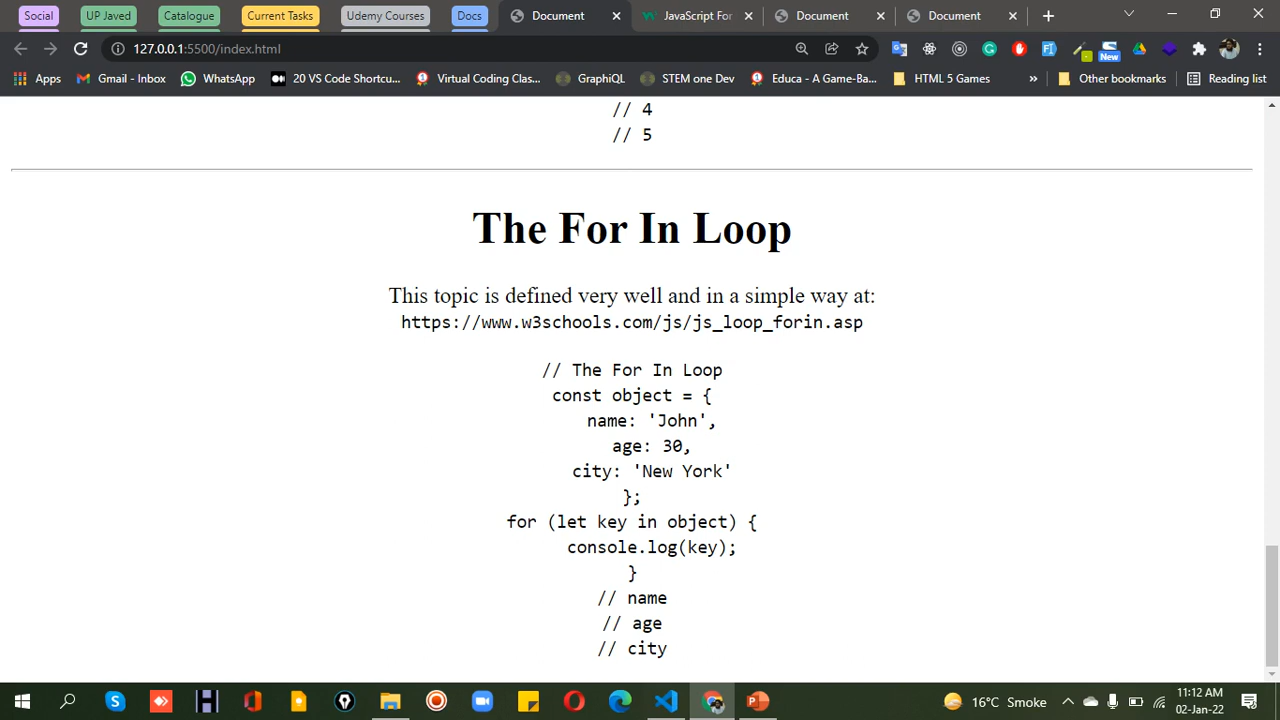 Social
UP Javed
Catalogue
Current Tasks
Udemy Courses
Docs
Document
JavaScript For
Document
Document
127.0.0.1:5500/index.html
New
Apps
Gmail - Inbox
WhatsApp
20 VS Code Shortcu...
Virtual Coding Clas...
GraphiQL
STEM one Dev
Educa - A Game-Ba...
HTML 5 Games
»
Other bookmarks
Reading list
// 4
// 5
The For In Loop
This topic is defined very well and in a simple way at:
https://www.w3schools.com/js/js_loop_forin.asp
// The For In Loop
const object = {
name: 'John',
age: 30,
city: 'New York'
};
for (let key in object) {
console.log(key);
}
// name
// age
// city
16°C Smoke
11:12 AM
02-Jan-22